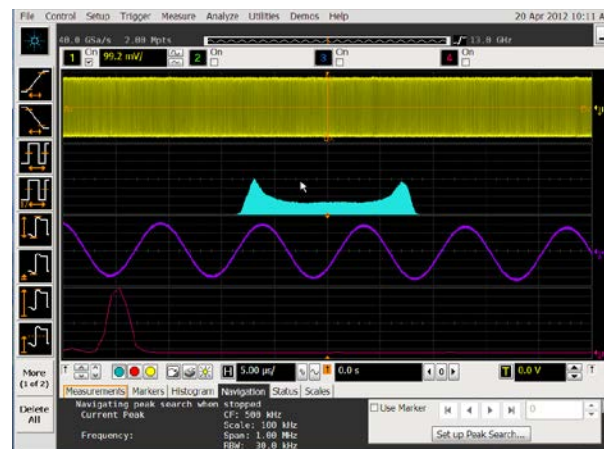 File Control Setup Trigger Measure Analyze Utilities Demos Help 20 Apr 2012 10:11 A
40.0 GSa/s 2.00 Mpts 13.0 GHz
1 On 99.2 mV/ 2 On 3 On 4 On
More
(1 of 2)
Delete
All
H 5.00 µs/ 0.0 s 0 T 0.0 V
Measurements Markers Histogram Navigation Status Scales
Navigating peak search when stopped
Current Peak CF: 500 kHz
Scale: 100 kHz
Frequency: Span: 1.00 MHz
RBW: 30.0 kHz
Use Marker 0
Set up Peak Search...